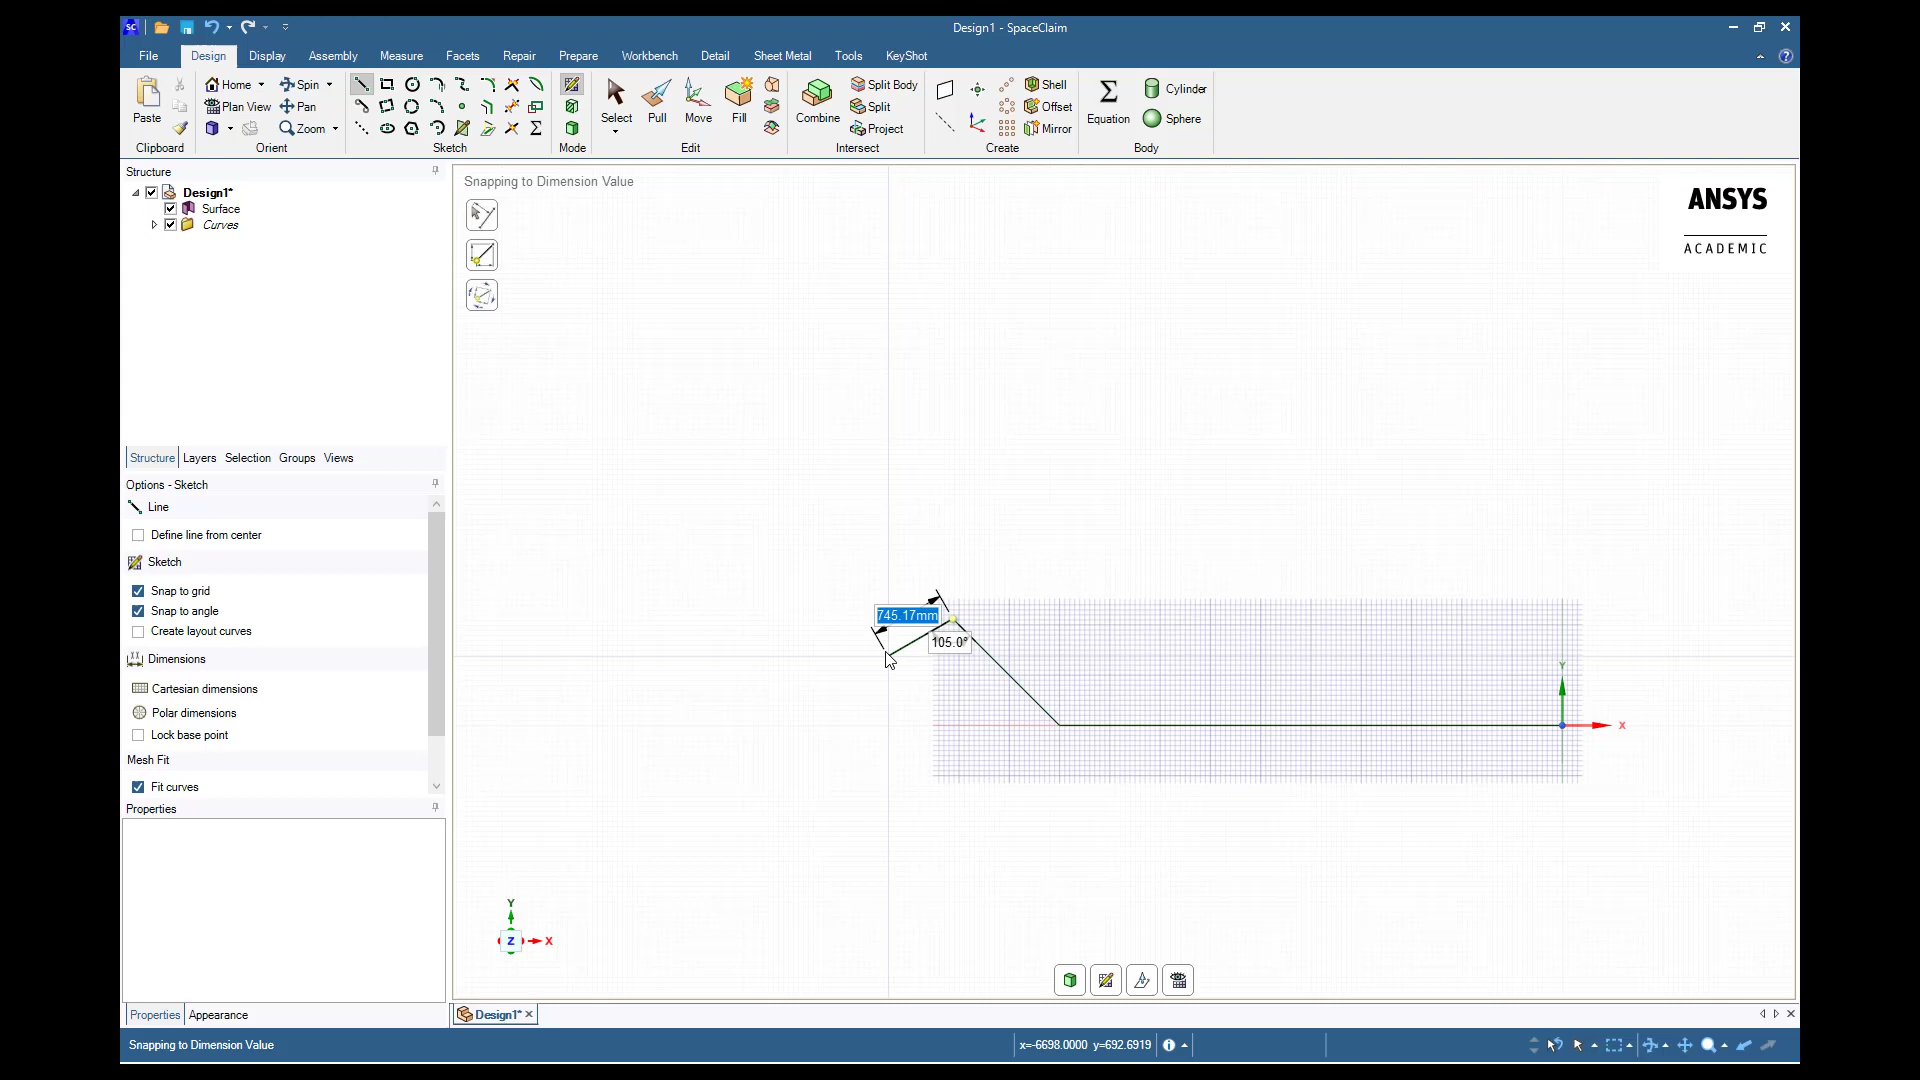 Design1 - SpaceClaim
File Design Display Assembly Measure Facets Repair Prepare Workbench Detail Sheet Metal Tools KeyShot
Paste
Clipboard
Home Spin
Plan View Pan
Zoom
Orient
Sketch
Mode
Select Pull Move Fill
Edit
Combine
Split Body
Split
Project
Intersect
Shell
Offset
Mirror
Create
Equation
Cylinder
Sphere
Body
Structure
Design1*
Surface
Curves
Structure Layers Selection Groups Views
Options - Sketch
Line
Define line from center
Sketch
Snap to grid
Snap to angle
Create layout curves
Dimensions
Cartesian dimensions
Polar dimensions
Lock base point
Mesh Fit
Fit curves
Properties
Properties Appearance
Snapping to Dimension Value
ANSYS
ACADEMIC
745.17mm
105.0°
Y
X
Y
Z X
Design1*
Snapping to Dimension Value
x=-6698.0000 y=692.6919